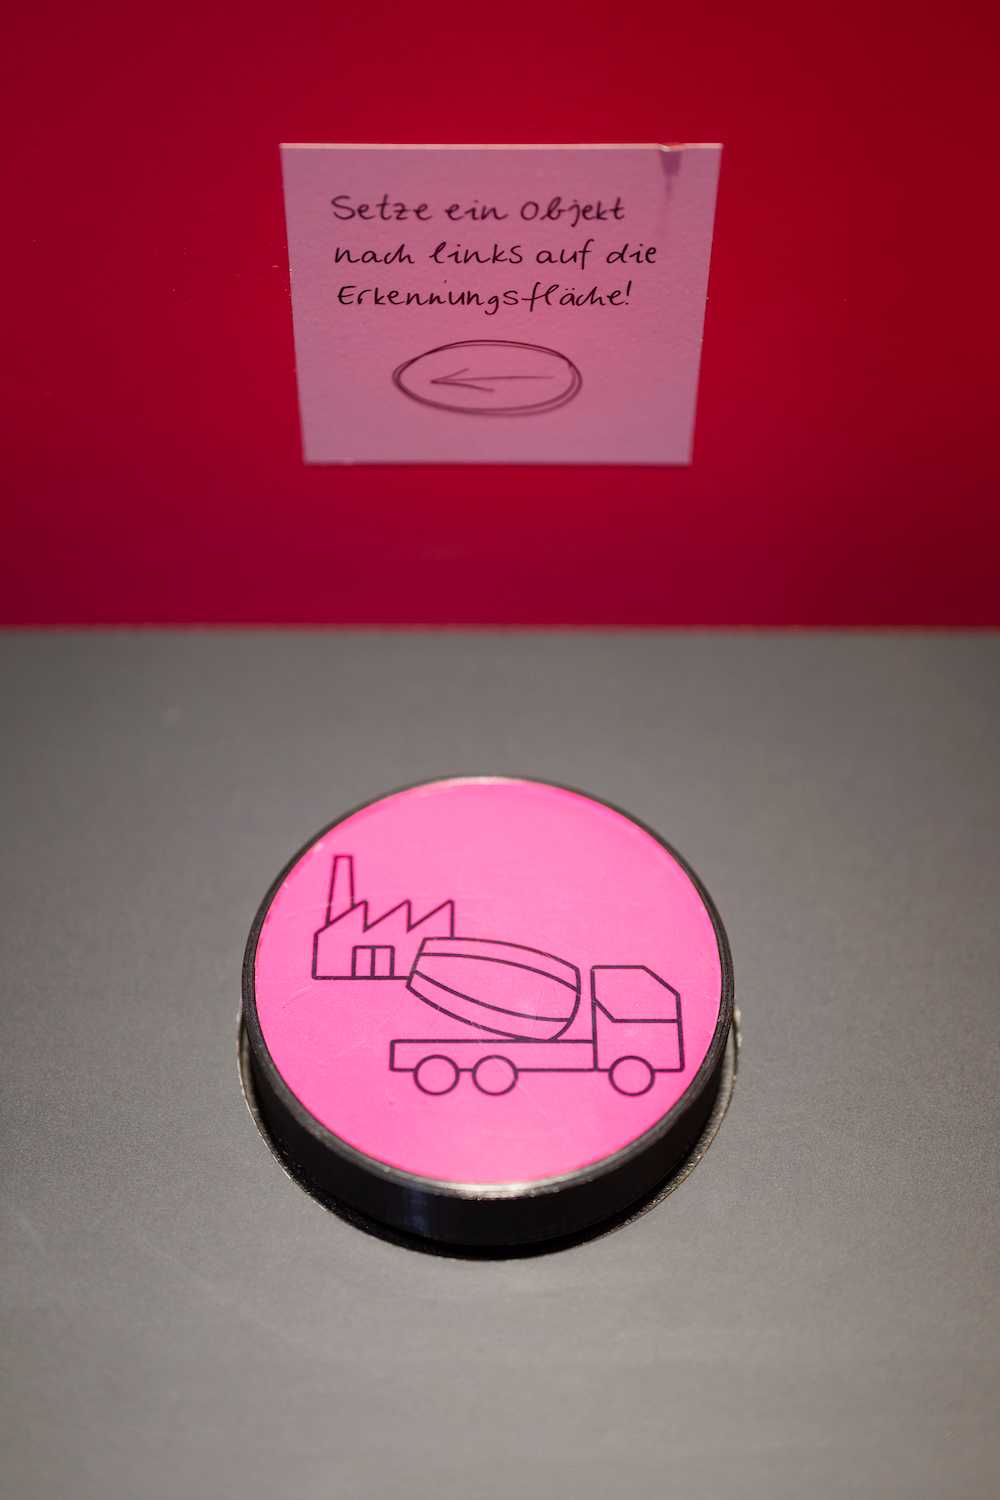 Setze ein Objekt
nach links auf die
Erkennungsfläche!